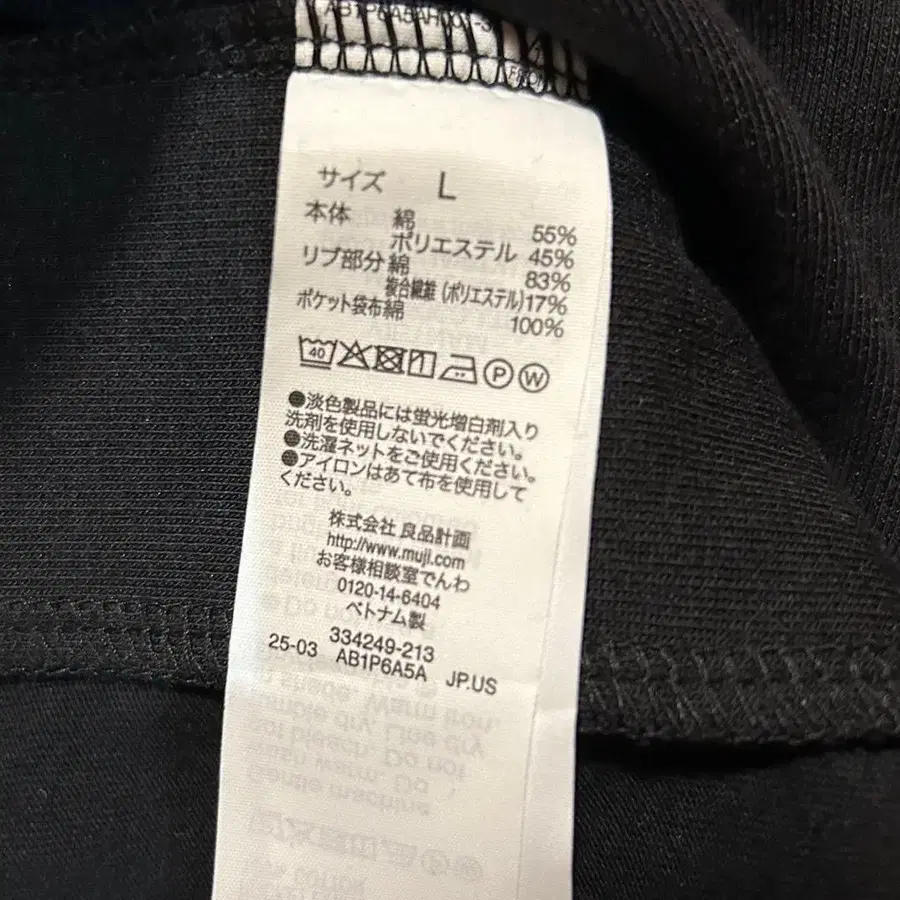 AB1P6A5AH00
サイズ L
本体 綿 55%
ポリエステル 45%
リブ部分 綿 83%
複合繊維(ポリエステル) 17%
ポケット袋布綿 100%
40 P W
●淡色製品には蛍光増白剤入り
洗剤を使用しないでください。
●洗濯ネットをご使用ください。
●アイロンはあて布を使用して
ください。
株式会社 良品計画
http://www.muji.com
お客様相談室でんわ
0120-14-6404
ベトナム製
334249-213
25-03 AB1P6A5A JP.US